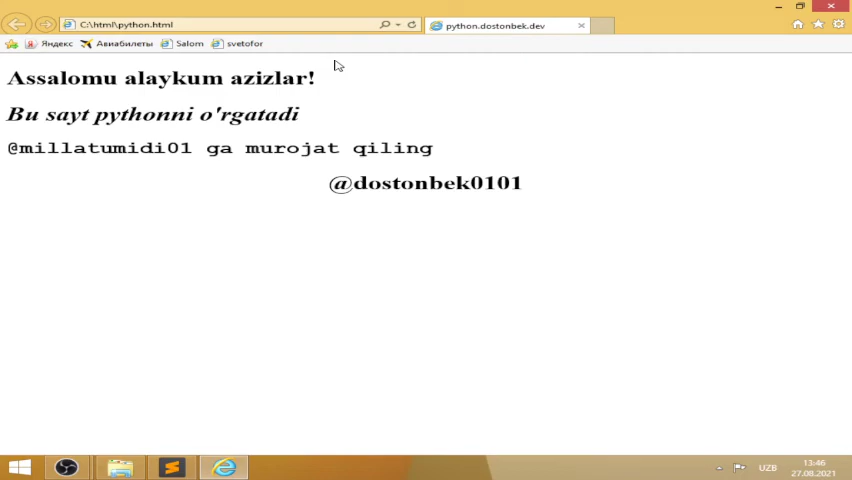 C:\html\python.html
python.dostonbek.dev
Яндекс Авиабилеты Salom svetofor
Assalomu alaykum azizlar!
Bu sayt pythonni o'rgatadi
@millatumidi01 ga murojat qiling
@dostonbek0101
UZB
13:46
27.08.2021